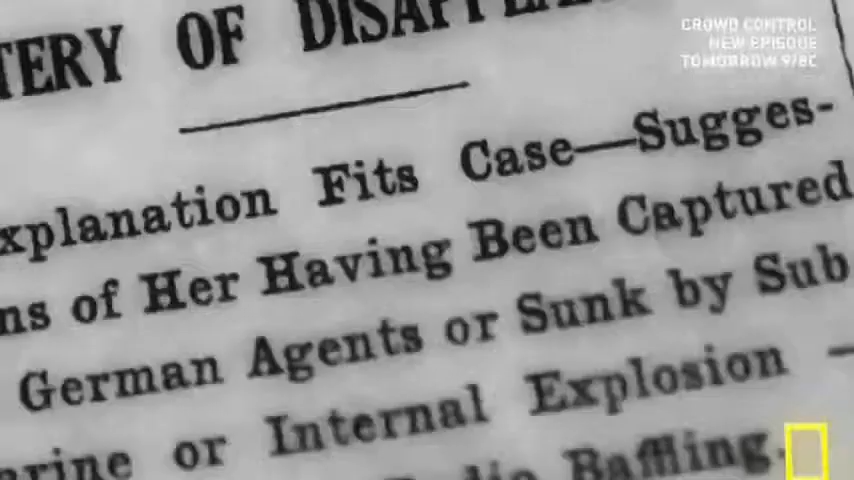 CROWD CONTROL
NEW EPISODE
TOMORROW 9/8C
TERY OF DISAPPEA
xplanation Fits Case—Sugges-
ns of Her Having Been Captured
German Agents or Sunk by Sub
arine or Internal Explosion —
Baffling.